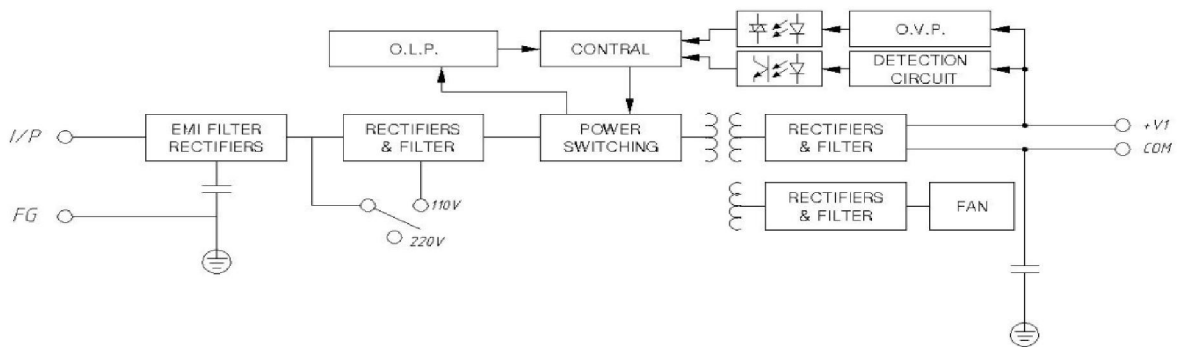 O.V.P.
O.L.P.
CONTRAL
DETECTION
CIRCUIT
I/P
EMI FILTER
RECTIFIERS
RECTIFIERS
& FILTER
POWER
SWITCHING
RECTIFIERS
& FILTER
+V1
COM
FG
110V
220V
RECTIFIERS
& FILTER
FAN